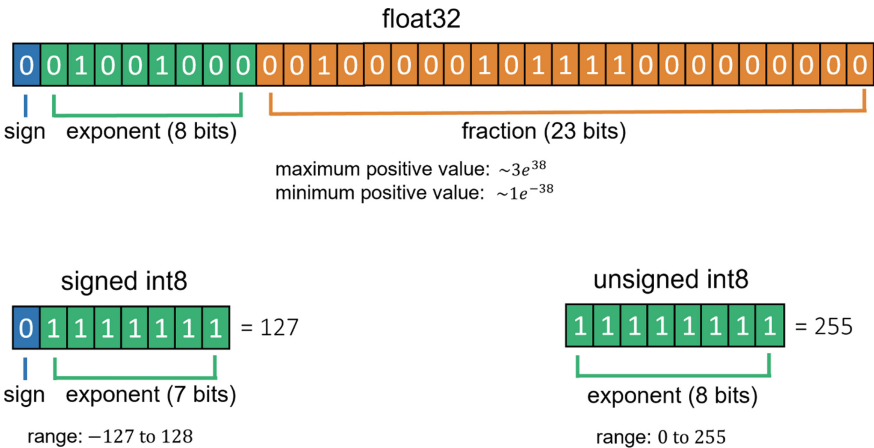 float32
0 0 1 0 0 1 0 0 0 0 0 1 0 0 0 0 0 1 0 1 1 1 1 0 0 0 0 0 0 0 0 0
sign exponent (8 bits) fraction (23 bits)
maximum positive value: ~3e^38
minimum positive value: ~1e^−38
signed int8
0 1 1 1 1 1 1 1 = 127
sign exponent (7 bits)
range: −127 to 128
unsigned int8
1 1 1 1 1 1 1 1 = 255
exponent (8 bits)
range: 0 to 255